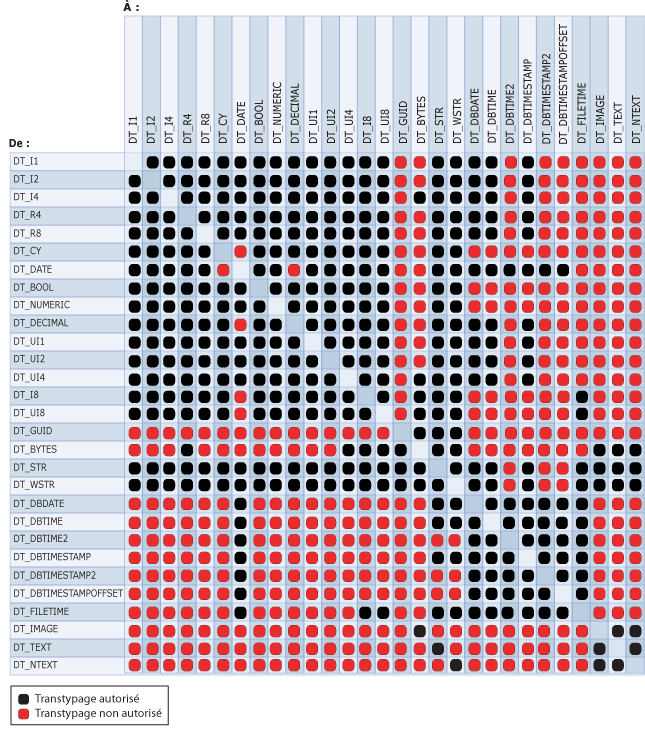 À :
DT_I1
DT_I2
DT_I4
DT_R4
DT_R8
DT_CY
DT_DATE
DT_BOOL
DT_NUMERIC
DT_DECIMAL
DT_UI1
DT_UI2
DT_UI4
DT_I8
DT_UI8
DT_GUID
DT_BYTES
DT_STR
DT_WSTR
DT_DBDATE
DT_DBTIME
DT_DBTIME2
DT_DBTIMESTAMP
DT_DBTIMESTAMP2
DT_DBTIMESTAMPOFFSET
DT_FILETIME
DT_IMAGE
DT_TEXT
DT_NTEXT
De :
DT_I1
DT_I2
DT_I4
DT_R4
DT_R8
DT_CY
DT_DATE
DT_BOOL
DT_NUMERIC
DT_DECIMAL
DT_UI1
DT_UI2
DT_UI4
DT_I8
DT_UI8
DT_GUID
DT_BYTES
DT_STR
DT_WSTR
DT_DBDATE
DT_DBTIME
DT_DBTIME2
DT_DBTIMESTAMP
DT_DBTIMESTAMP2
DT_DBTIMESTAMPOFFSET
DT_FILETIME
DT_IMAGE
DT_TEXT
DT_NTEXT
Transtypage autorisé
Transtypage non autorisé